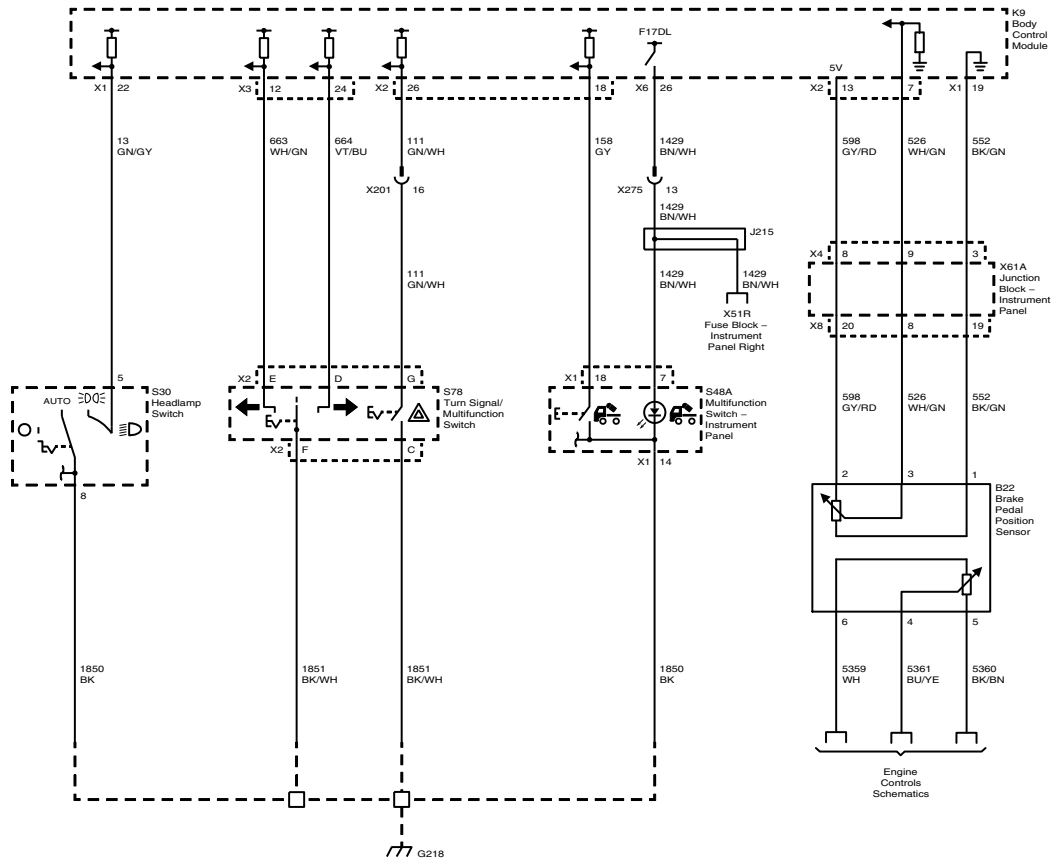 K9
Body
Control
Module
F17DL
5V
X1 22
X3 12
24
X2 26
18
X6 26
X2 13
7
X1 19
13
GN/GY
663
WH/GN
664
VT/BU
111
GN/WH
158
GY
1429
BN/WH
598
GY/RD
526
WH/GN
552
BK/GN
X201 16
X275 13
1429
BN/WH
J215
111
GN/WH
1429
BN/WH
1429
BN/WH
X51R
Fuse Block –
Instrument
Panel Right
X4 8
9
3
X61A
Junction
Block –
Instrument
Panel
X8 20
8
19
5
S30
Headlamp
Switch
AUTO
8
X2 E
D
G
S78
Turn Signal/
Multifunction
Switch
X2 F
C
X1 18
7
S48A
Multifunction
Switch –
Instrument
Panel
X1 14
598
GY/RD
526
WH/GN
552
BK/GN
2
3
1
B22
Brake
Pedal
Position
Sensor
6
4
5
1850
BK
1851
BK/WH
1851
BK/WH
1850
BK
5359
WH
5361
BU/YE
5360
BK/BN
Engine
Controls
Schematics
G218